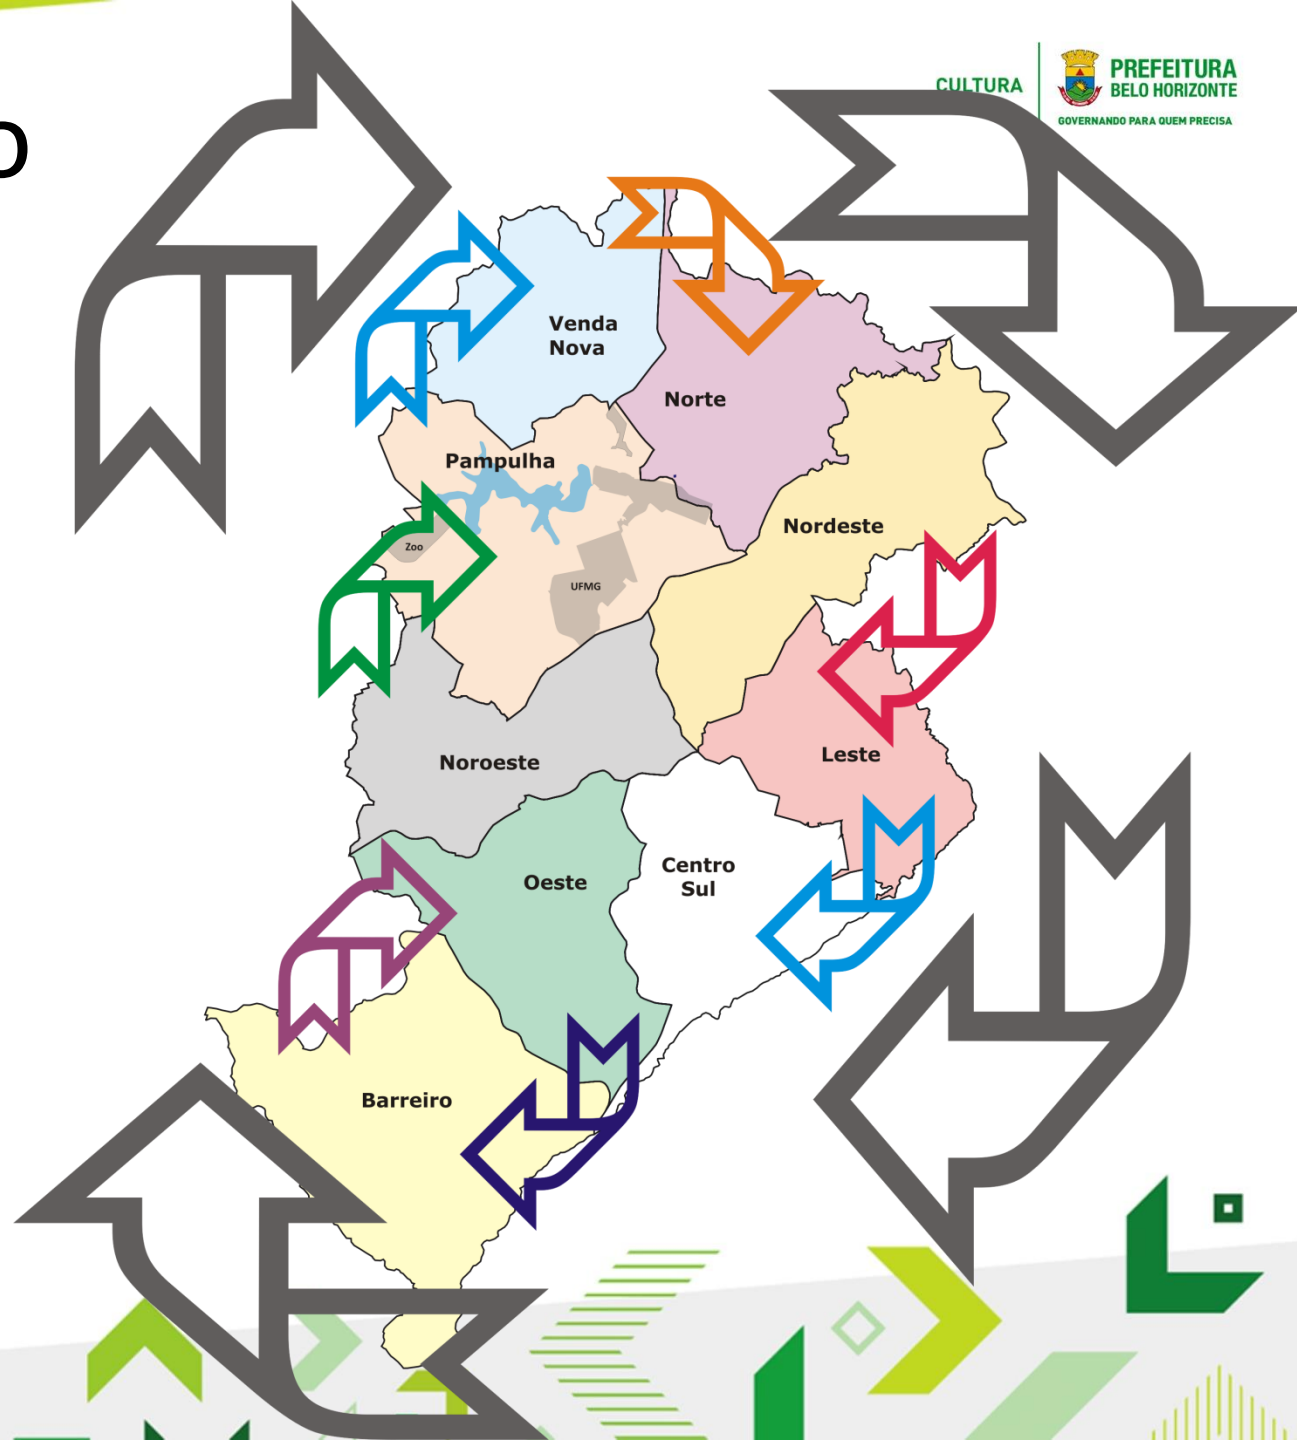 o
CULTURA
PREFEITURA
BELO HORIZONTE
GOVERNANDO PARA QUEM PRECISA
Venda
Nova
Norte
Pampulha
Nordeste
Zoo
UFMG
Leste
Noroeste
Centro
Sul
Oeste
Barreiro